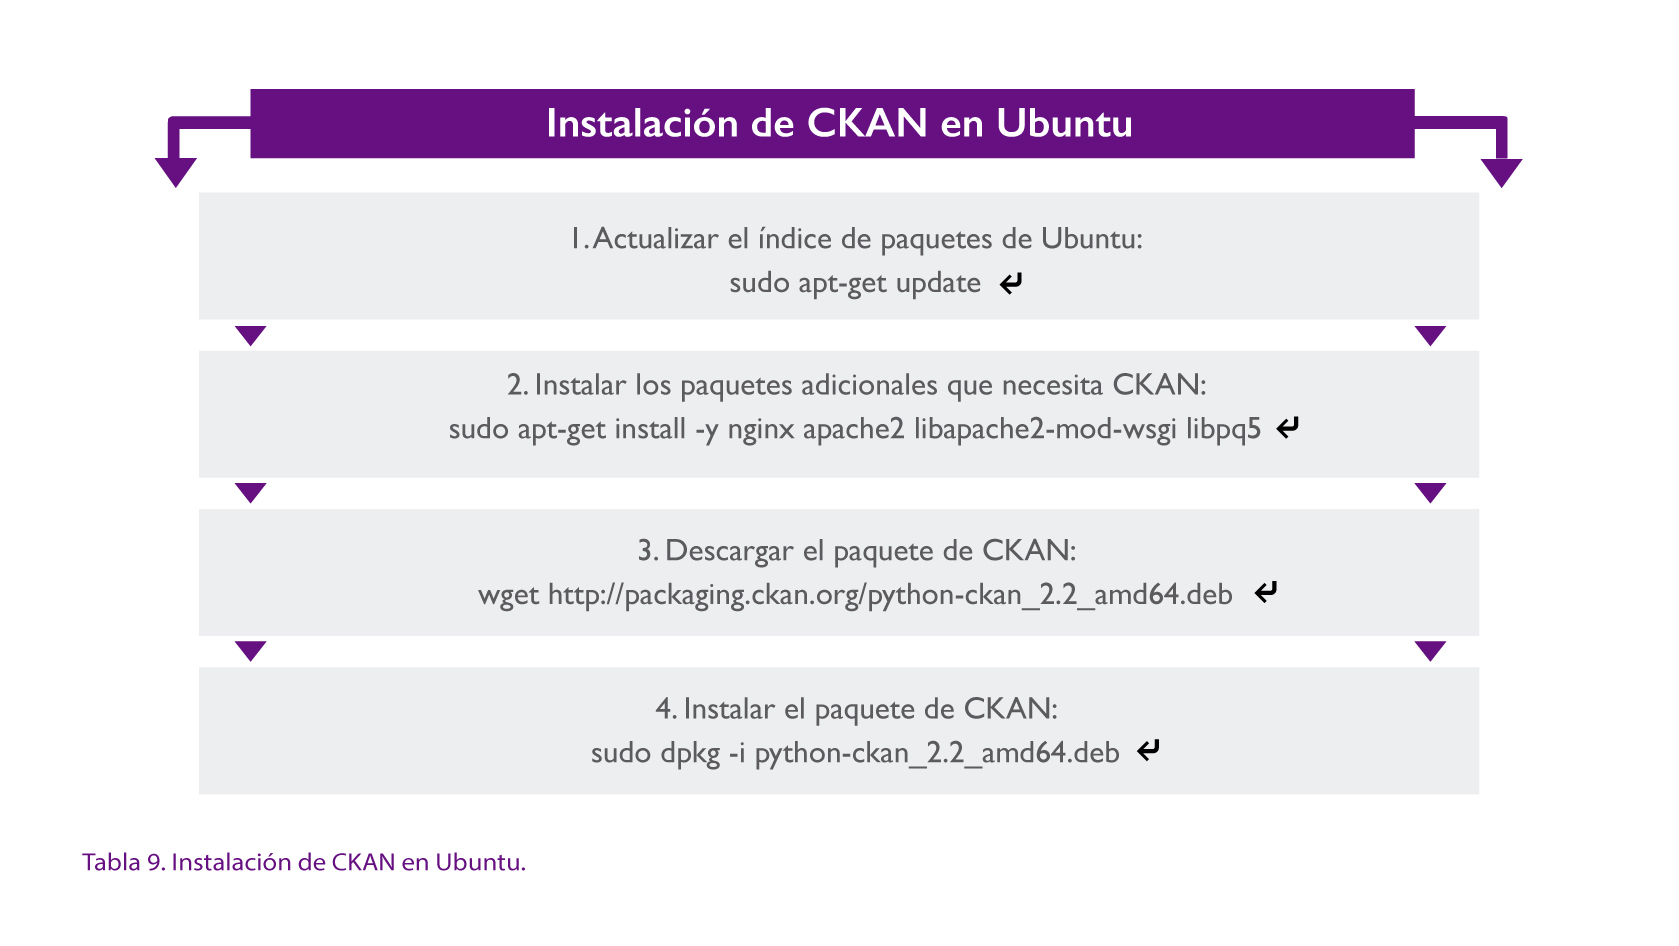 Instalación de CKAN en Ubuntu
1. Actualizar el índice de paquetes de Ubuntu:
sudo apt-get update ↵
2. Instalar los paquetes adicionales que necesita CKAN:
sudo apt-get install -y nginx apache2 libapache2-mod-wsgi libpq5 ↵
3. Descargar el paquete de CKAN:
wget http://packaging.ckan.org/python-ckan_2.2_amd64.deb ↵
4. Instalar el paquete de CKAN:
sudo dpkg -i python-ckan_2.2_amd64.deb ↵
Tabla 9. Instalación de CKAN en Ubuntu.